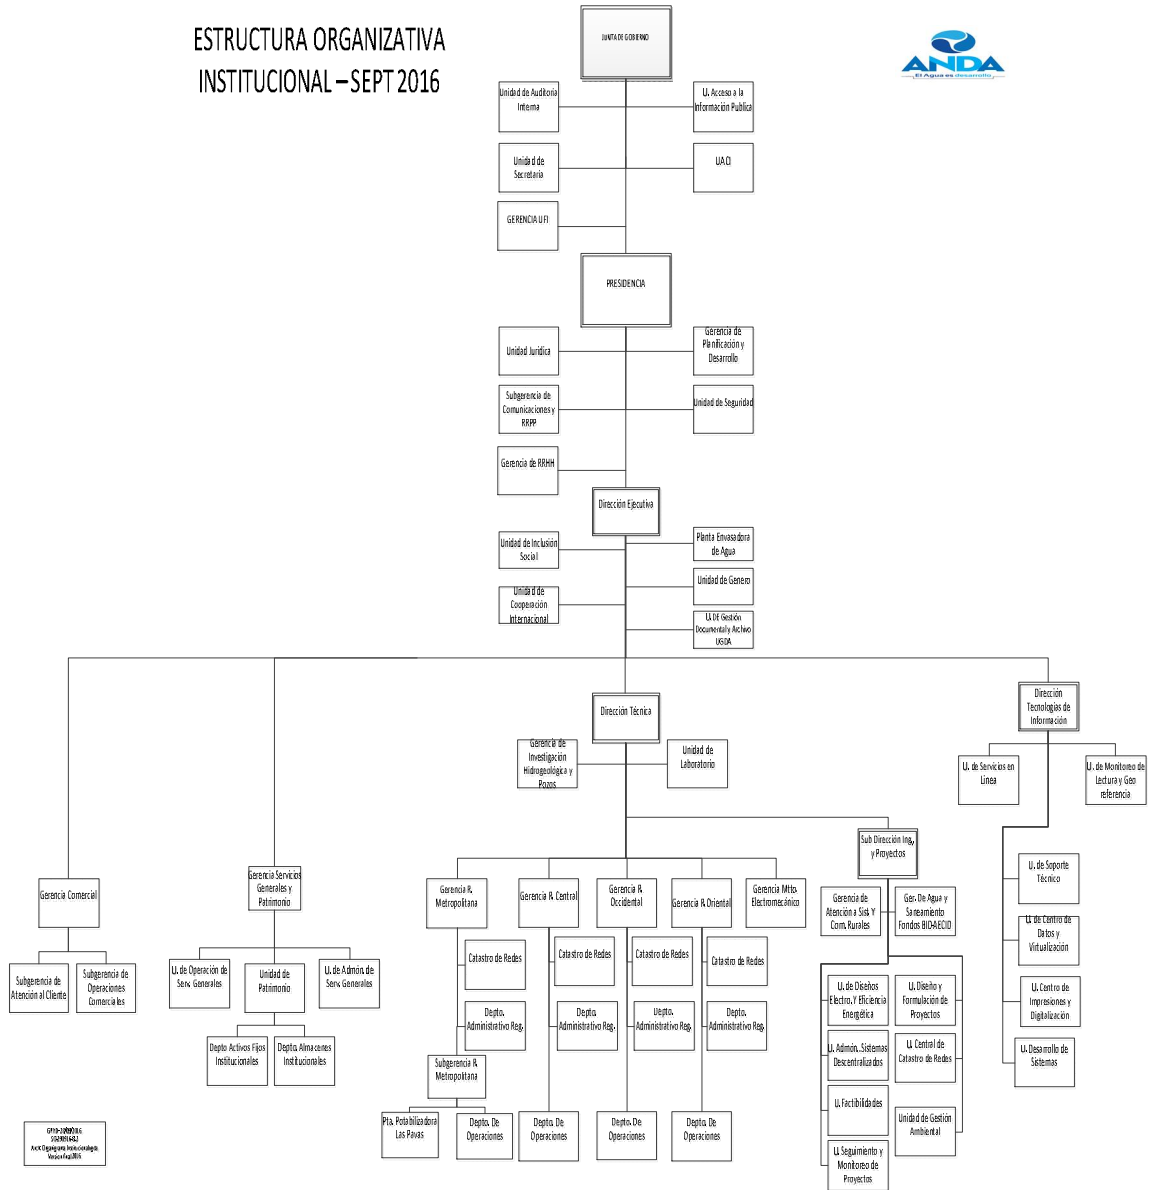 ESTRUCTURA ORGANIZATIVA
INSTITUCIONAL – SEPT 2016
ANDA
El Agua es desarrollo
JUNTA DE GOBIERNO
Unidad de Auditoria
Interna
U. Acceso a la
Información Publica
Unidad de
Secretaria
UACI
GERENCIA UFI
PRESIDENCIA
Unidad Jurídica
Gerencia de
Planificación y
Desarrollo
Subgerencia de
Comunicaciones y
RRPP
Unidad de Seguridad
Gerencia de RRHH
Dirección Ejecutiva
Unidad de Inclusión
Social
Planta Envasadora
de Agua
Unidad de Genero
Unidad de
Cooperación
Internacional
U. DE Gestión
Documental y Archivo
UGDA
Dirección Técnica
Dirección
Tecnologías de
Información
Gerencia de
Investigación
Hidrogeológica y
Pozos
Unidad de
Laboratorio
U. de Servicios en
Linea
U. de Monitoreo de
Lectura y Geo
referencia
Sub Dirección Ing.
y Proyectos
Gerencia Comercial
Gerencia Servicios
Generales y
Patrimonio
Gerencia R.
Metropolitana
Gerencia R. Central
Gerencia R.
Occidental
Gerencia R. Oriental
Gerencia Mtto.
Electromecánico
Gerencia de
Atención a Sist. Y
Com. Rurales
Ger. De Agua y
Saneamiento
Fondos BID-AECID
U. de Soporte
Técnico
U. de Centro de
Datos y
Virtualización
U. Centro de
Impresiones y
Digitalización
U. Desarrollo de
Sistemas
Subgerencia de
Atención al Cliente
Subgerencia de
Operaciones
Comerciales
U. de Operación de
Serv. Generales
Unidad de
Patrimonio
U. de Admón. de
Serv. Generales
Depto Activos Fijos
Institucionales
Depto. Almacenes
Institucionales
Catastro de Redes
Catastro de Redes
Catastro de Redes
Catastro de Redes
Depto.
Administrativo Reg.
Depto.
Administrativo Reg.
Depto.
Administrativo Reg.
Depto.
Administrativo Reg.
Subgerencia R.
Metropolitana
Pta. Potabilizadora
Las Pavas
Depto. De
Operaciones
Depto. De
Operaciones
Depto. De
Operaciones
Depto. De
Operaciones
U. de Diseños
Electro. Y Eficiencia
Energética
U. Diseño y
Formulación de
Proyectos
U. Admón. Sistemas
Descentralizados
U. Central de
Catastro de Redes
U. Factibilidades
Unidad de Gestión
Ambiental
U. Seguimiento y
Monitoreo de
Proyectos